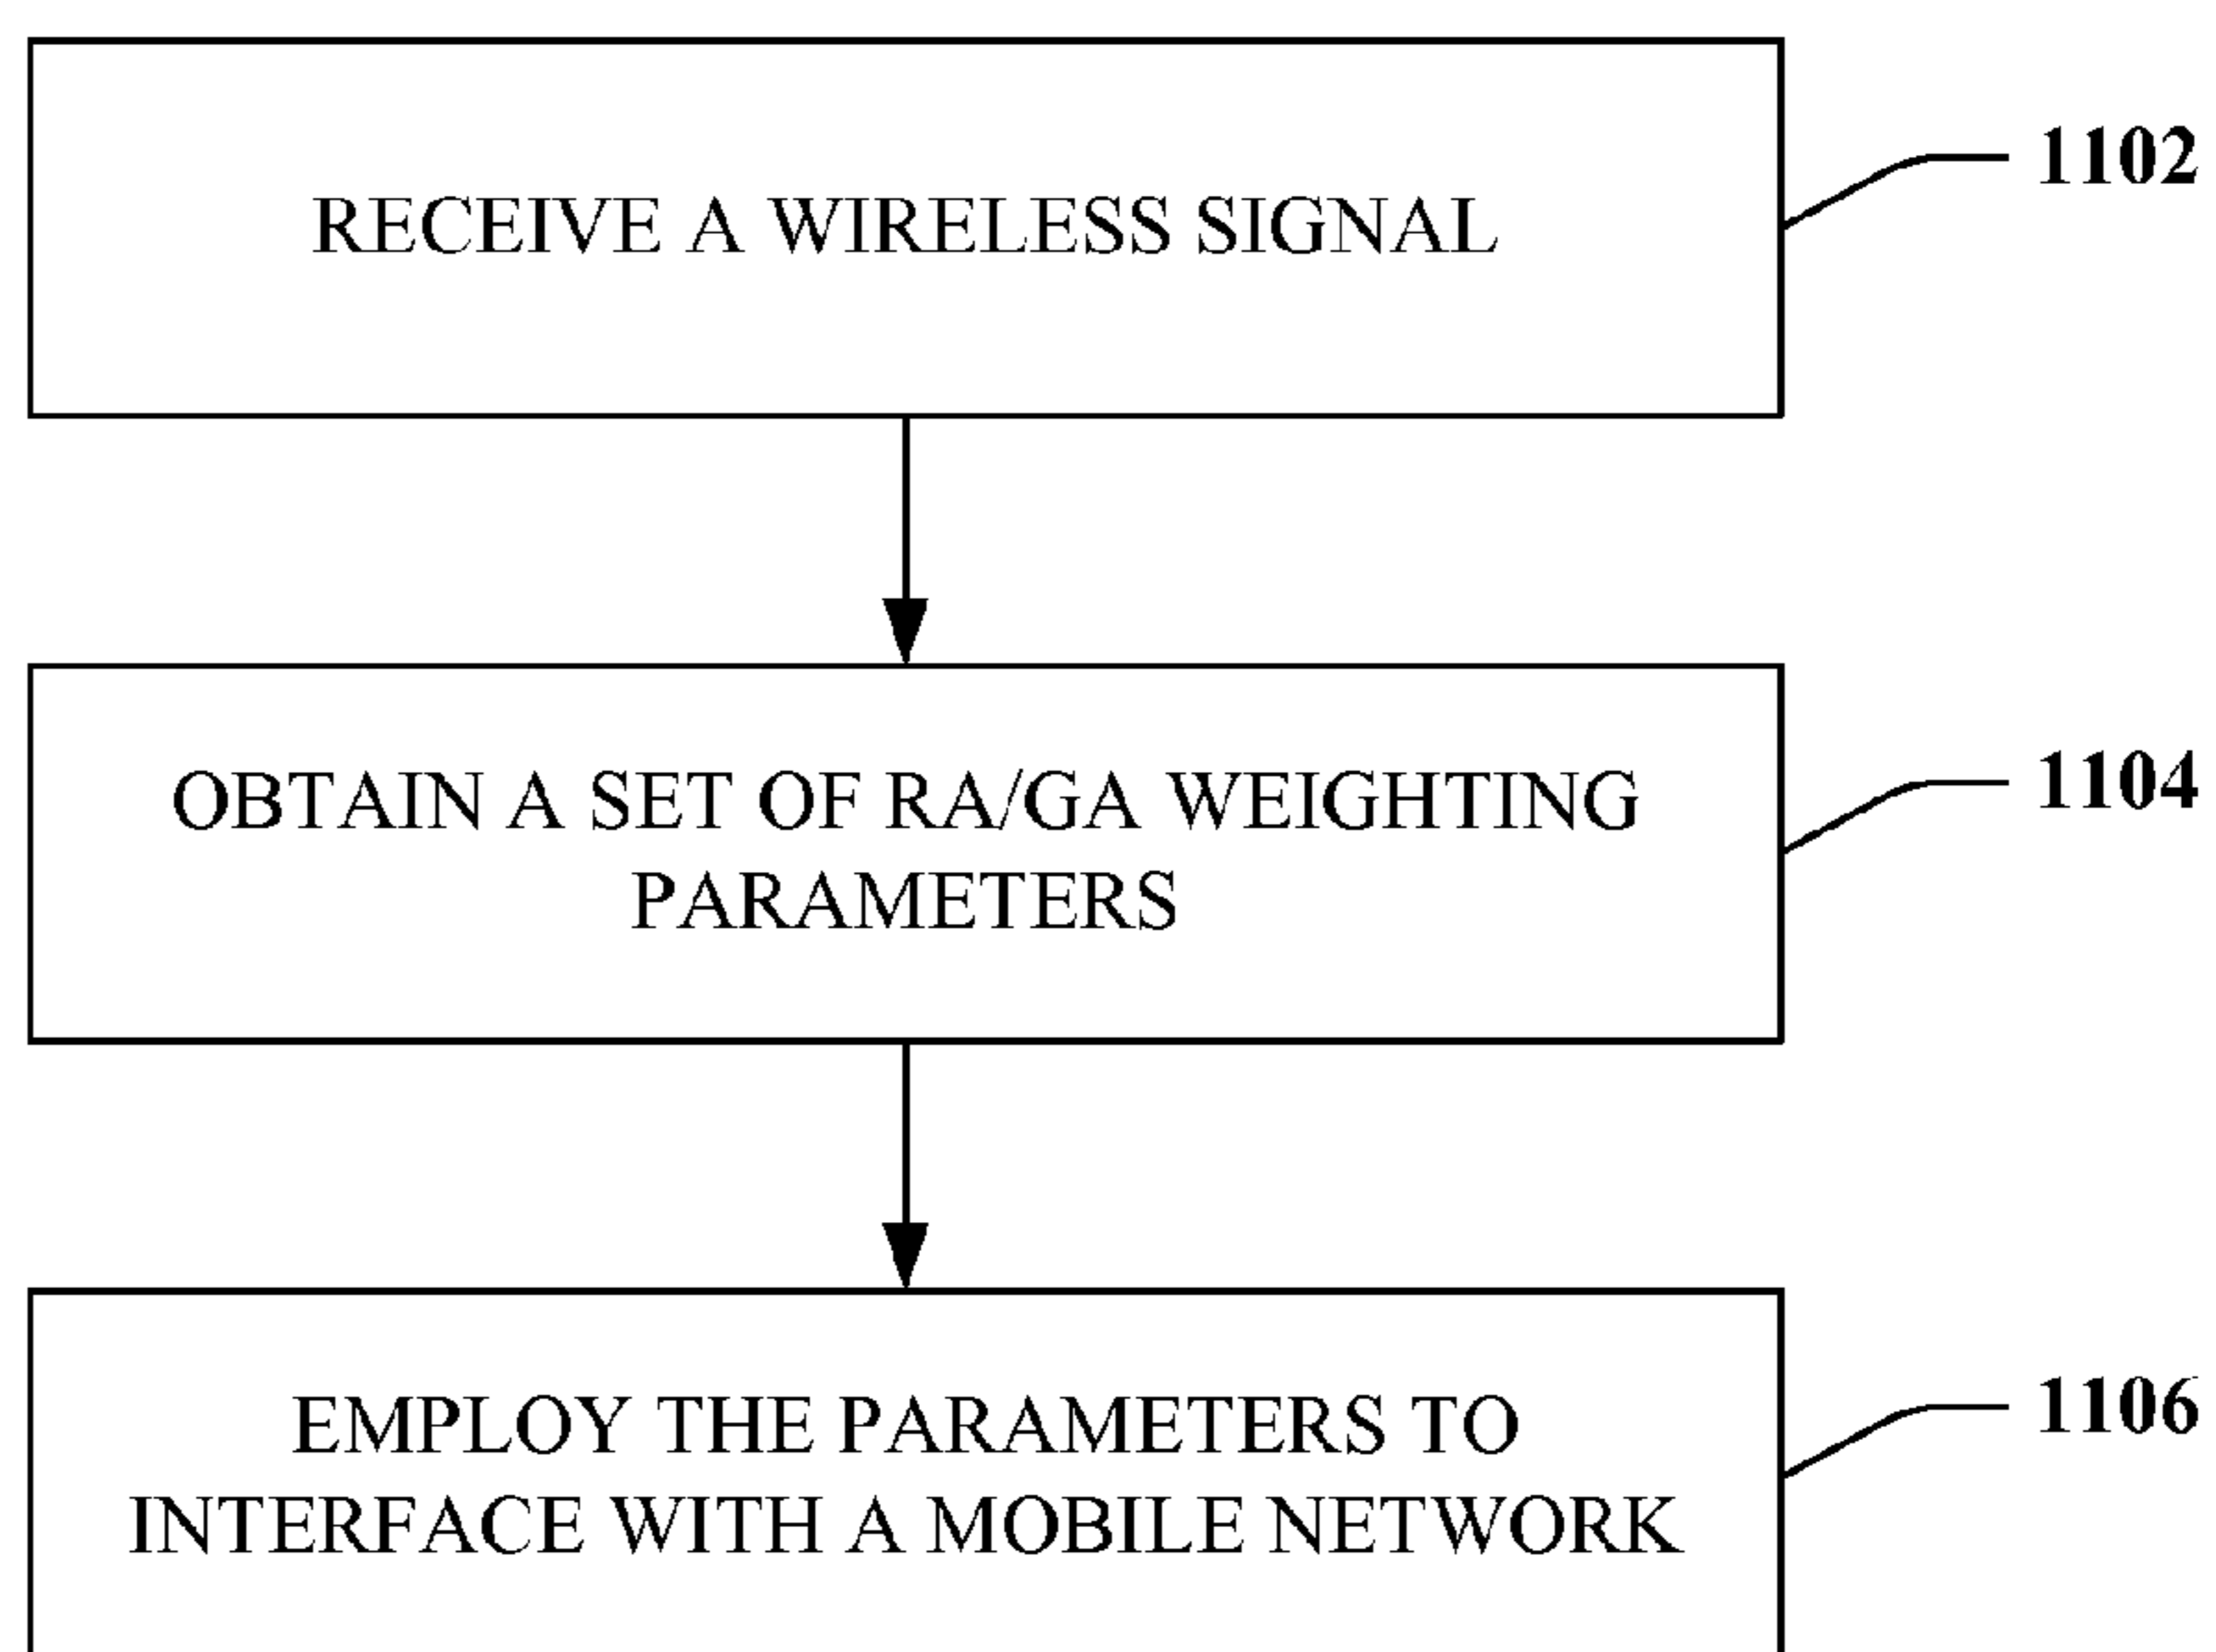 RECEIVE A WIRELESS SIGNAL
1102
OBTAIN A SET OF RA/GA WEIGHTING
PARAMETERS
1104
EMPLOY THE PARAMETERS TO
INTERFACE WITH A MOBILE NETWORK
1106